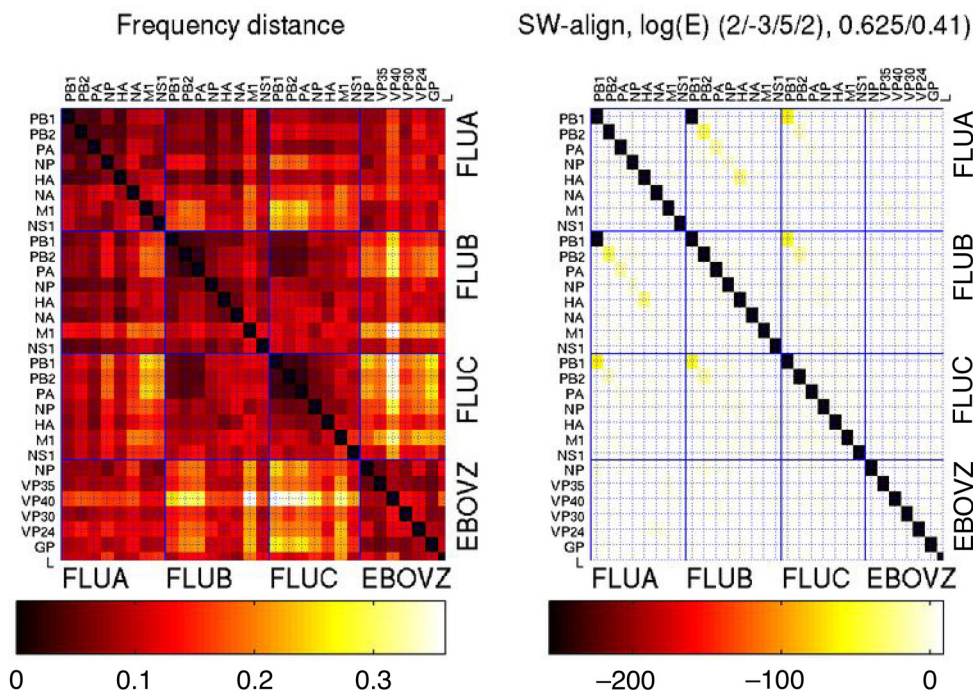 Frequency distance
PB1 PB2 PA NP HA NA M1 NS1 PB1 PB2 PA NP HA NA M1 NS1 PB1 PB2 PA NP HA M1 NS1 NP VP35 VP40 VP30 VP24 GP L
PB1
PB2
PA
NP
HA
NA
M1
NS1
PB1
PB2
PA
NP
HA
NA
M1
NS1
PB1
PB2
PA
NP
HA
M1
NS1
NP
VP35
VP40
VP30
VP24
GP
L
FLUA
FLUB
FLUC
EBOVZ
FLUA FLUB FLUC EBOVZ
0 0.1 0.2 0.3
SW-align, log(E) (2/-3/5/2), 0.625/0.41)
PB1 PB2 PA NP HA NA M1 NS1 PB1 PB2 PA NP HA NA M1 NS1 PB1 PB2 PA NP HA M1 NS1 NP VP35 VP40 VP30 VP24 GP L
PB1
PB2
PA
NP
HA
NA
M1
NS1
PB1
PB2
PA
NP
HA
NA
M1
NS1
PB1
PB2
PA
NP
HA
M1
NS1
NP
VP35
VP40
VP30
VP24
GP
L
FLUA
FLUB
FLUC
EBOVZ
FLUA FLUB FLUC EBOVZ
−200 −100 0